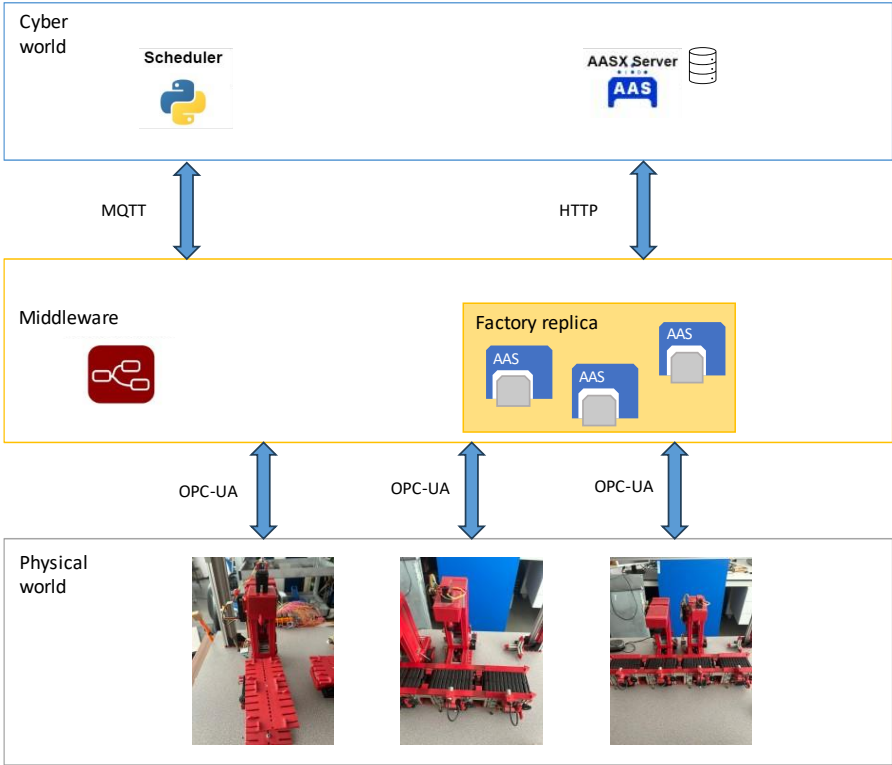 Cyber
world
Scheduler
AASX Server
AAS
MQTT
HTTP
Middleware
Factory replica
AAS
AAS
AAS
OPC-UA
OPC-UA
OPC-UA
Physical
world